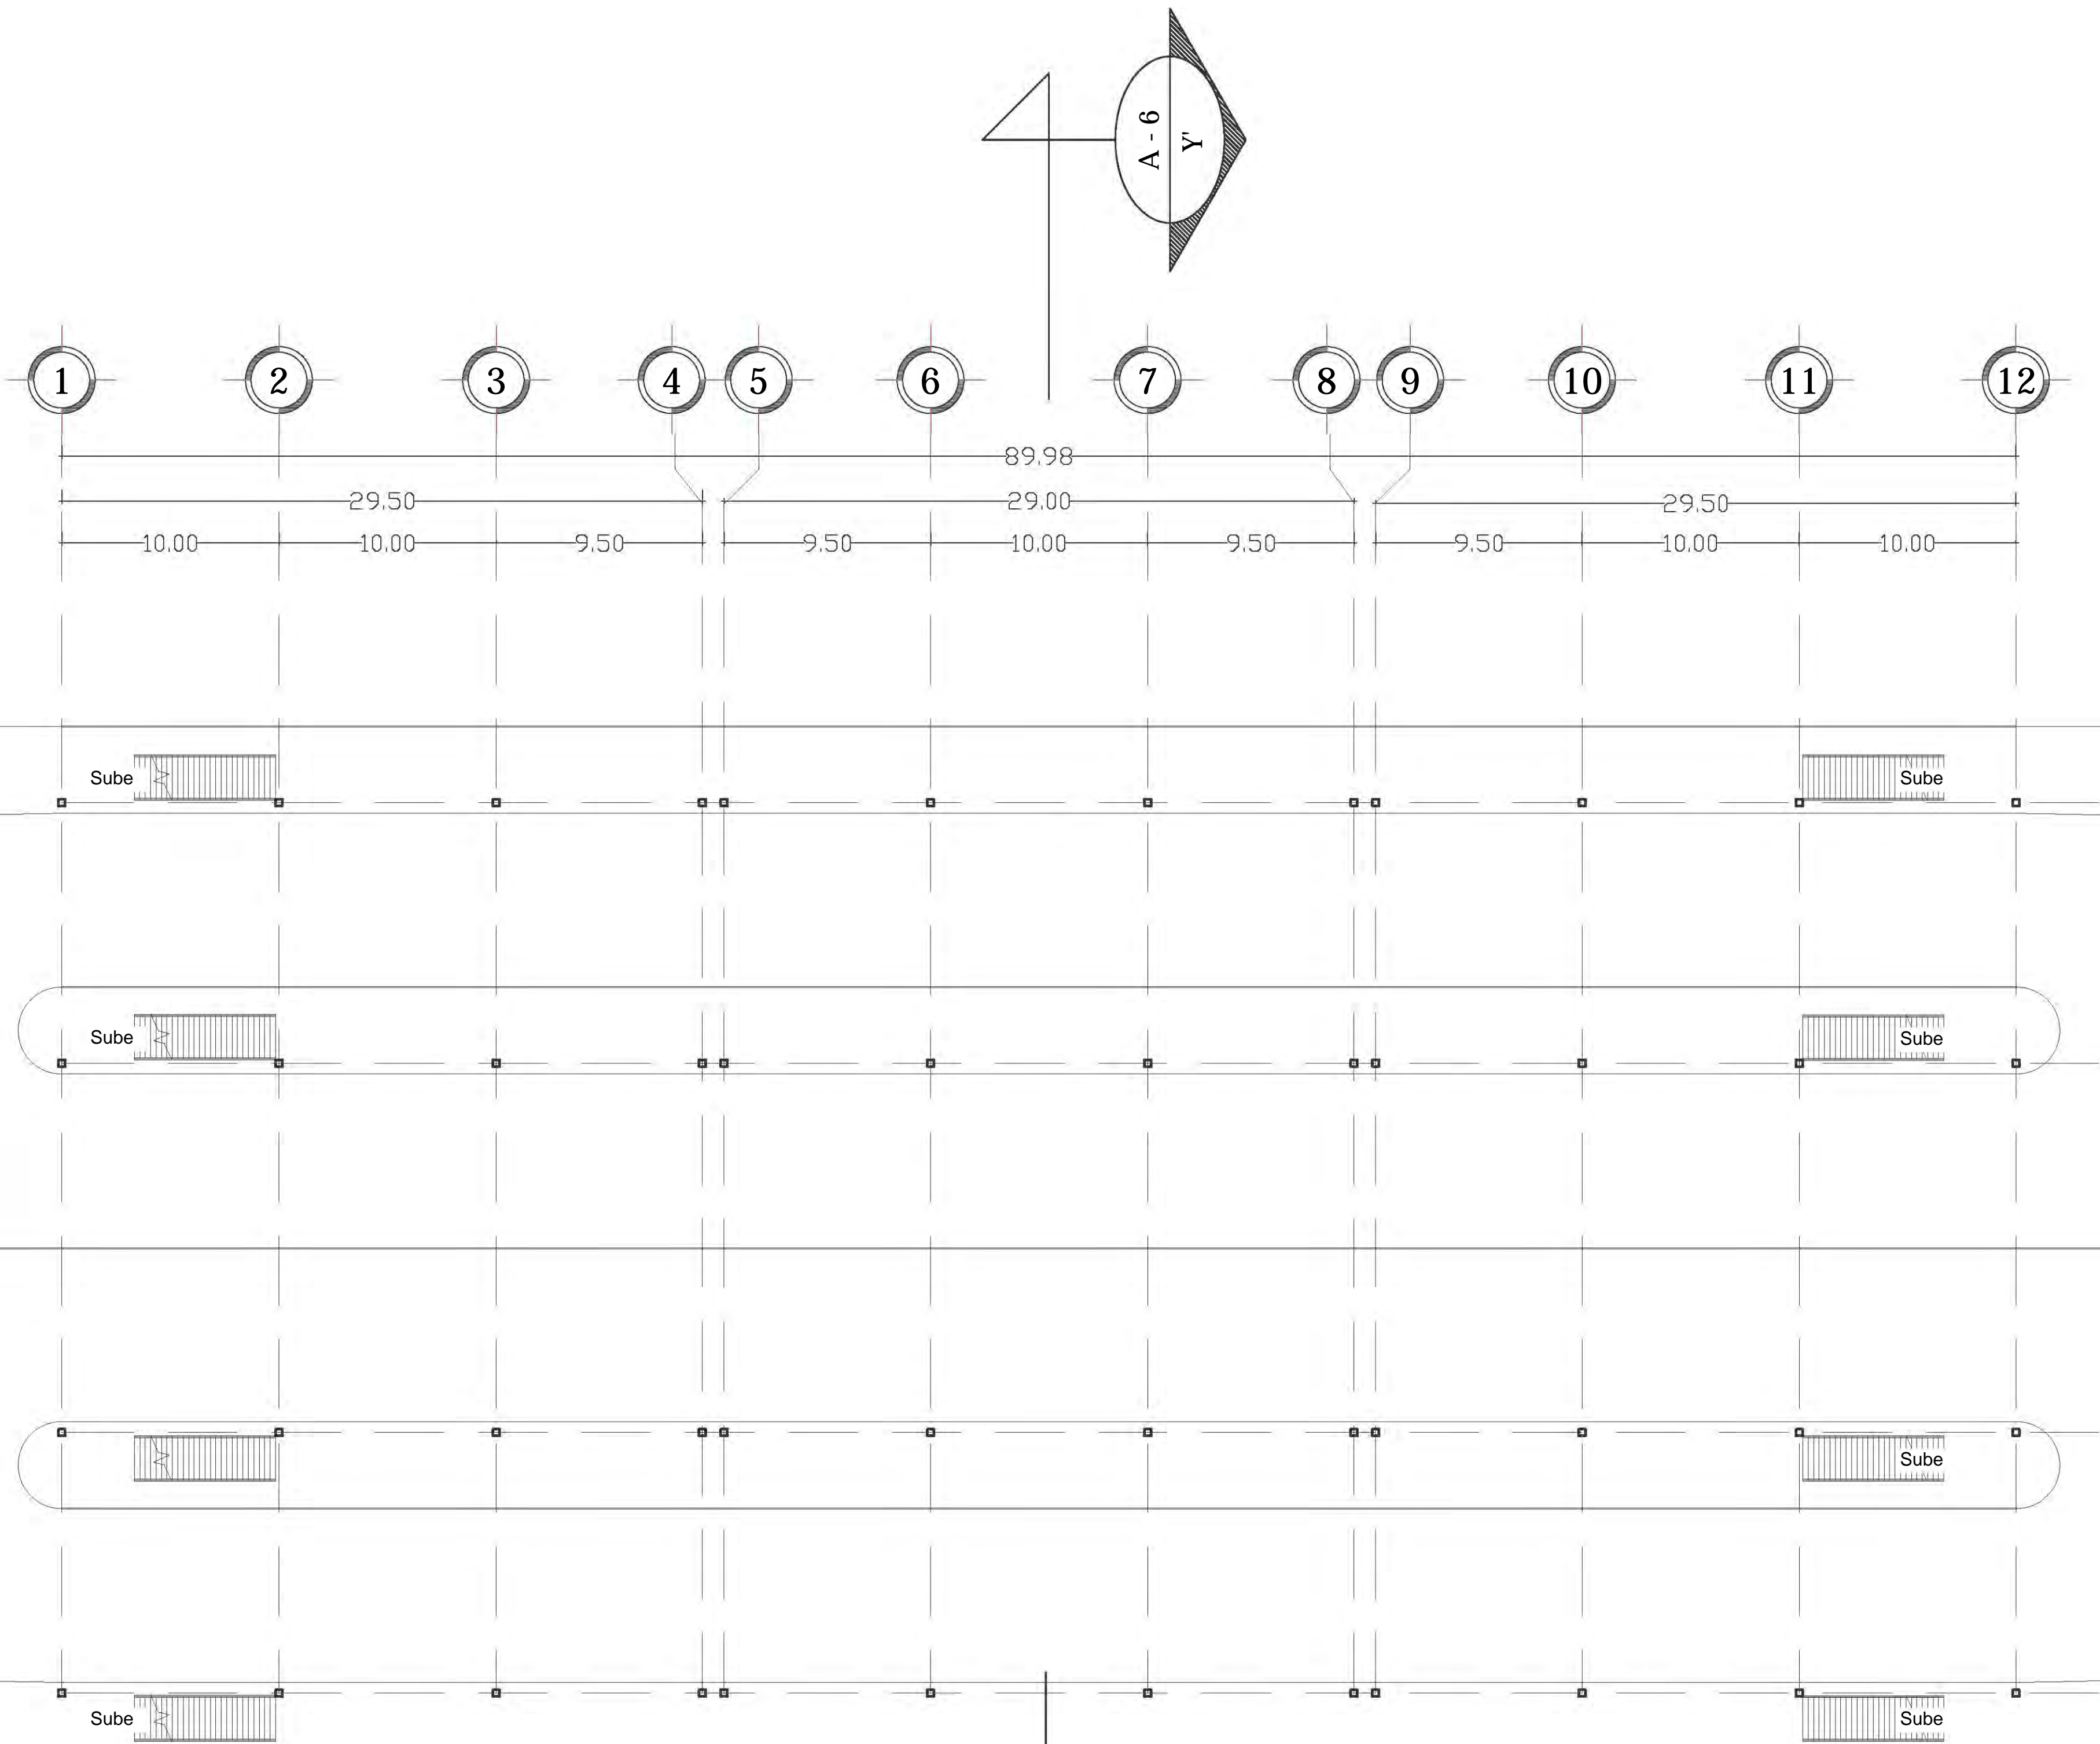 A - 6
Y'
1 2 3 4 5 6 7 8 9 10 11 12
89,98
29,50 29,00 29,50
10,00 10,00 9,50 9,50 10,00 9,50 9,50 10,00 10,00
Sube Sube
Sube Sube
Sube
Sube Sube